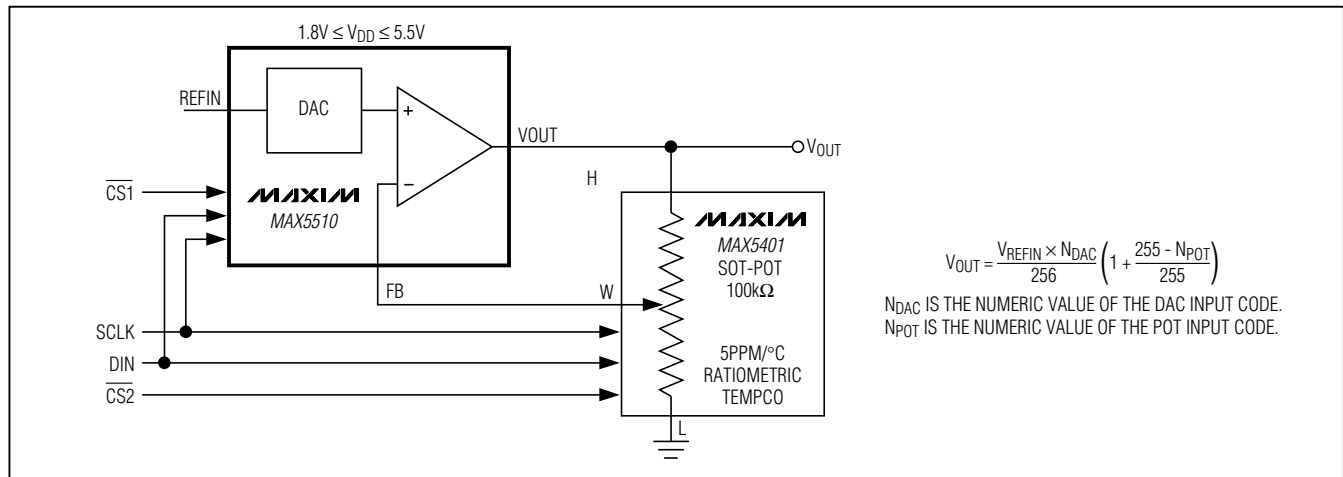 1.8V ≤ VDD ≤ 5.5V
REFIN
DAC
+
−
VOUT
VOUT
CS1
MAXIM
MAX5510
H
MAXIM
MAX5401
SOT-POT
100kΩ
FB
W
SCLK
DIN
CS2
5PPM/°C
RATIOMETRIC
TEMPCO
L
VOUT = VREFIN × NDAC / 256 (1 + 255 - NPOT / 255)
NDAC IS THE NUMERIC VALUE OF THE DAC INPUT CODE.
NPOT IS THE NUMERIC VALUE OF THE POT INPUT CODE.